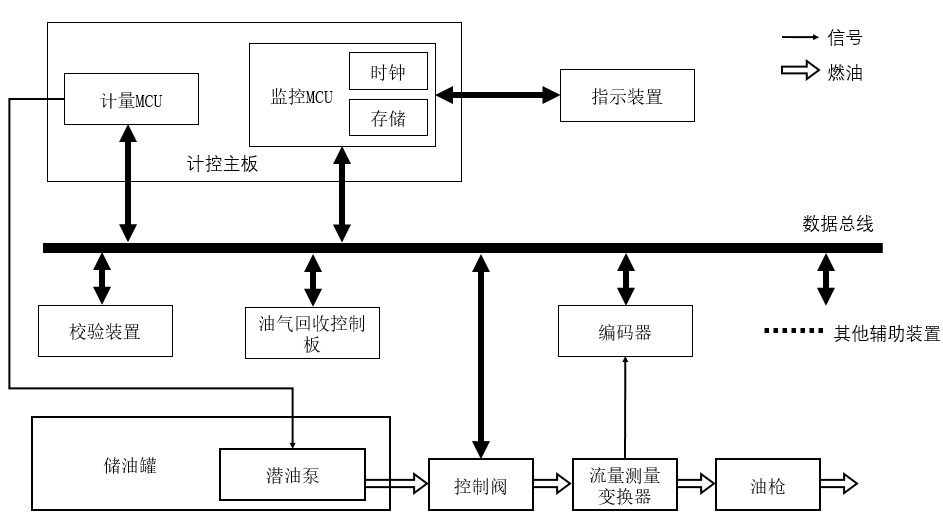 信号
燃油
计量MCU
监控MCU
时钟
存储
指示装置
计控主板
数据总线
校验装置
油气回收控制
板
编码器
其他辅助装置
储油罐
潜油泵
控制阀
流量测量
变换器
油枪